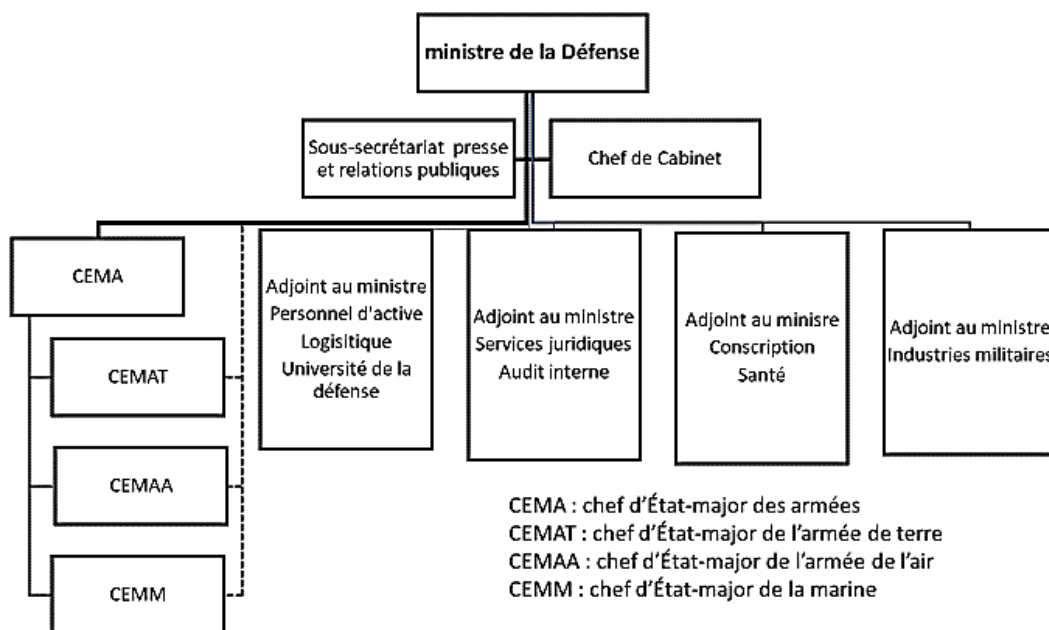 ministre de la Défense
Sous-secrétariat presse
et relations publiques
Chef de Cabinet
CEMA
CEMAT
CEMAA
CEMM
Adjoint au ministre
Personnel d'active
Logisitique
Université de la
défense
Adjoint au ministre
Services juridiques
Audit interne
Adjoint au minisre
Conscription
Santé
Adjoint au ministre
Industries militaires
CEMA : chef d’État-major des armées
CEMAT : chef d’État-major de l’armée de terre
CEMAA : chef d’État-major de l’armée de l’air
CEMM : chef d’État-major de la marine